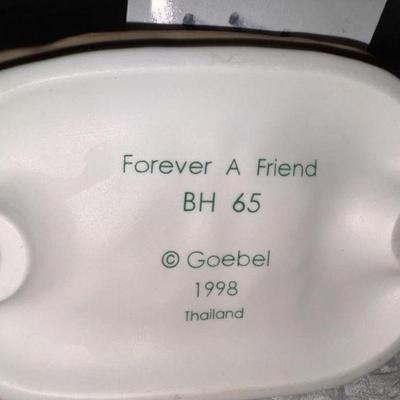 Forever A Friend
BH 65
© Goebel
1998
Thailand